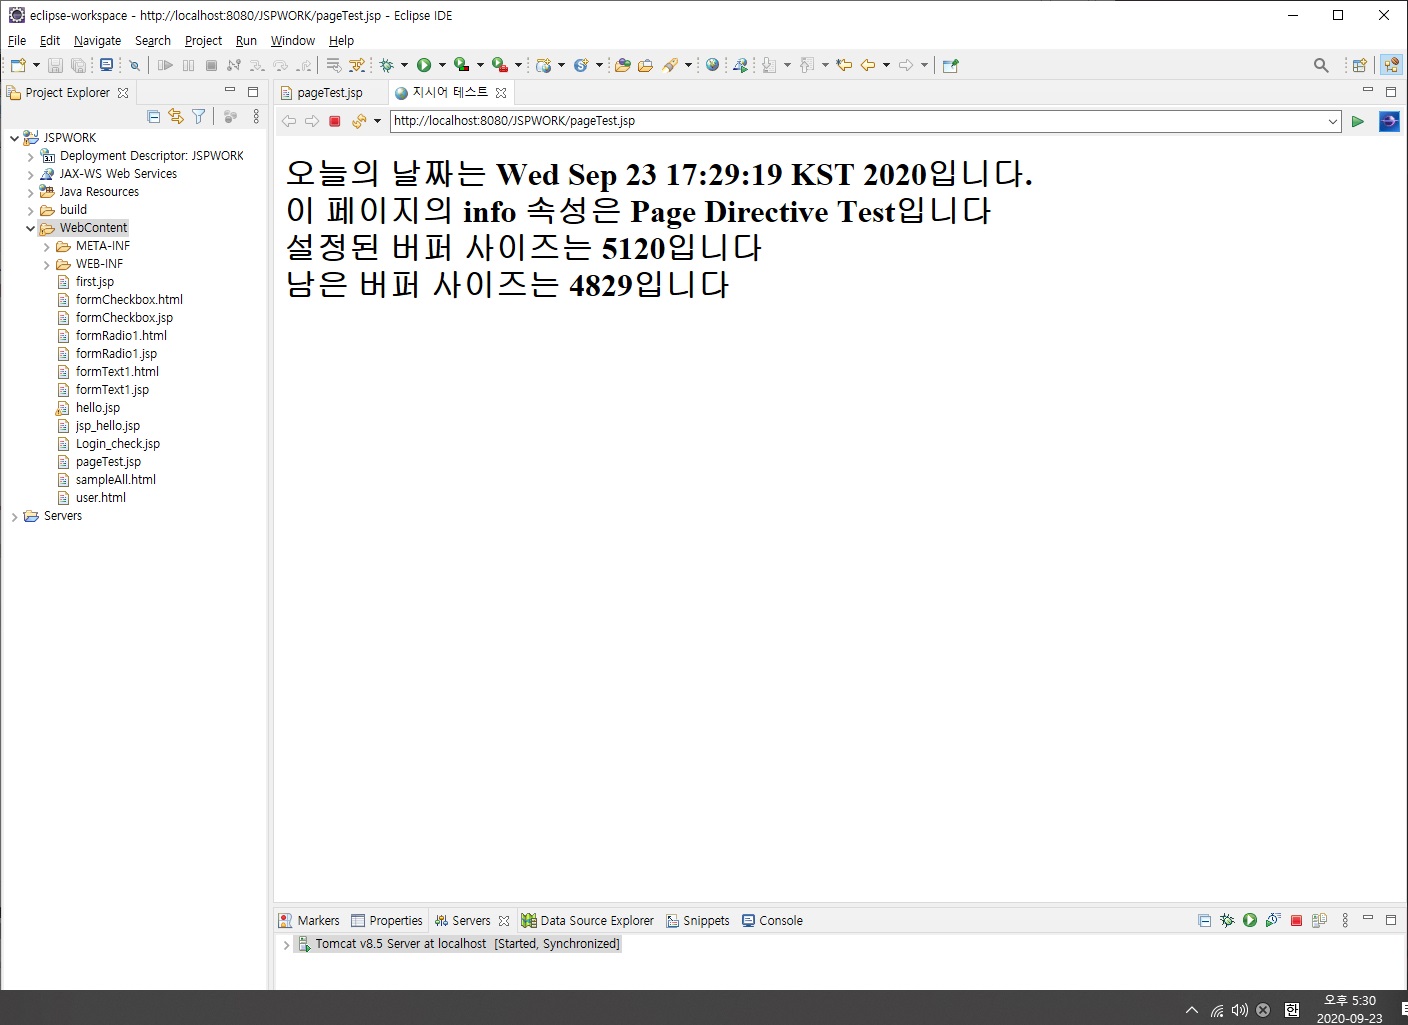 eclipse-workspace - http://localhost:8080/JSPWORK/pageTest.jsp - Eclipse IDE
File Edit Navigate Search Project Run Window Help
Project Explorer
JSPWORK
Deployment Descriptor: JSPWORK
JAX-WS Web Services
Java Resources
build
WebContent
META-INF
WEB-INF
first.jsp
formCheckbox.html
formCheckbox.jsp
formRadio1.html
formRadio1.jsp
formText1.html
formText1.jsp
hello.jsp
jsp_hello.jsp
Login_check.jsp
pageTest.jsp
sampleAll.html
user.html
Servers
pageTest.jsp 지시어 테스트
http://localhost:8080/JSPWORK/pageTest.jsp
오늘의 날짜는 Wed Sep 23 17:29:19 KST 2020입니다.
이 페이지의 info 속성은 Page Directive Test입니다
설정된 버퍼 사이즈는 5120입니다
남은 버퍼 사이즈는 4829입니다
Markers Properties Servers Data Source Explorer Snippets Console
Tomcat v8.5 Server at localhost [Started, Synchronized]
한
오후 5:30
2020-09-23